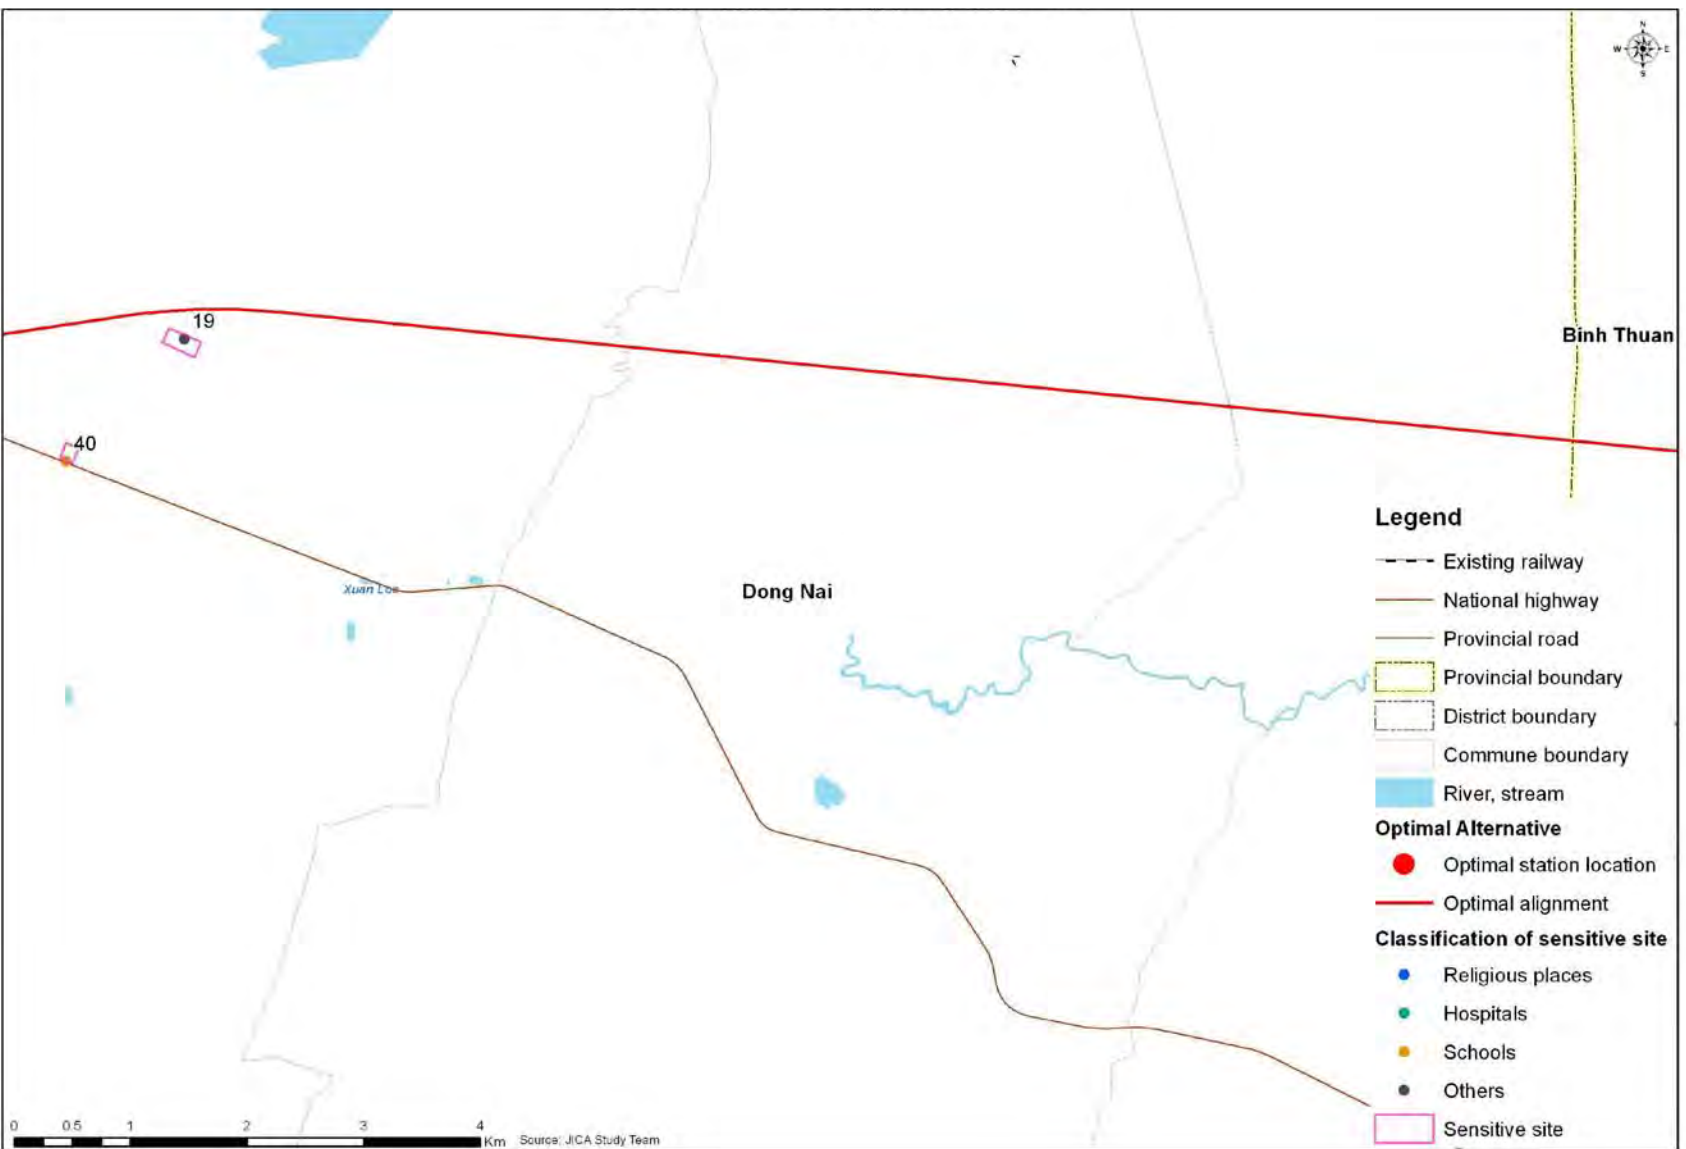 N
W E
S
19
Binh Thuan
40
Legend
Existing railway
Xuan Loc
Dong Nai
National highway
Provincial road
Provincial boundary
District boundary
Commune boundary
River, stream
Optimal Alternative
Optimal station location
Optimal alignment
Classification of sensitive site
Religious places
Hospitals
Schools
Others
Sensitive site
0 0.5 1 2 3 4
Km Source: JICA Study Team